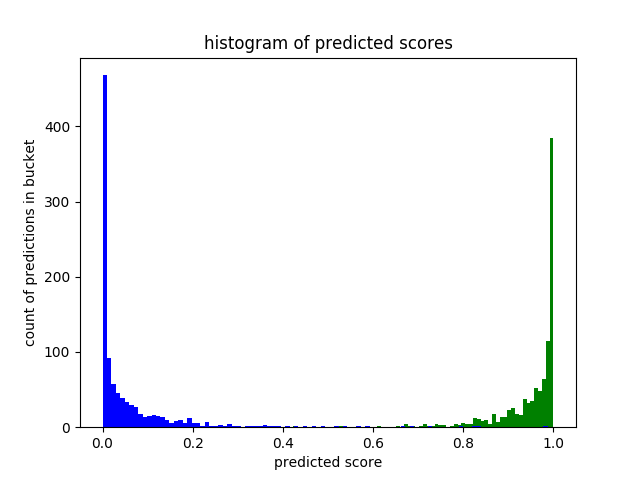 histogram of predicted scores
count of predictions in bucket
400
300
200
100
0
0.0 0.2 0.4 0.6 0.8 1.0
predicted score